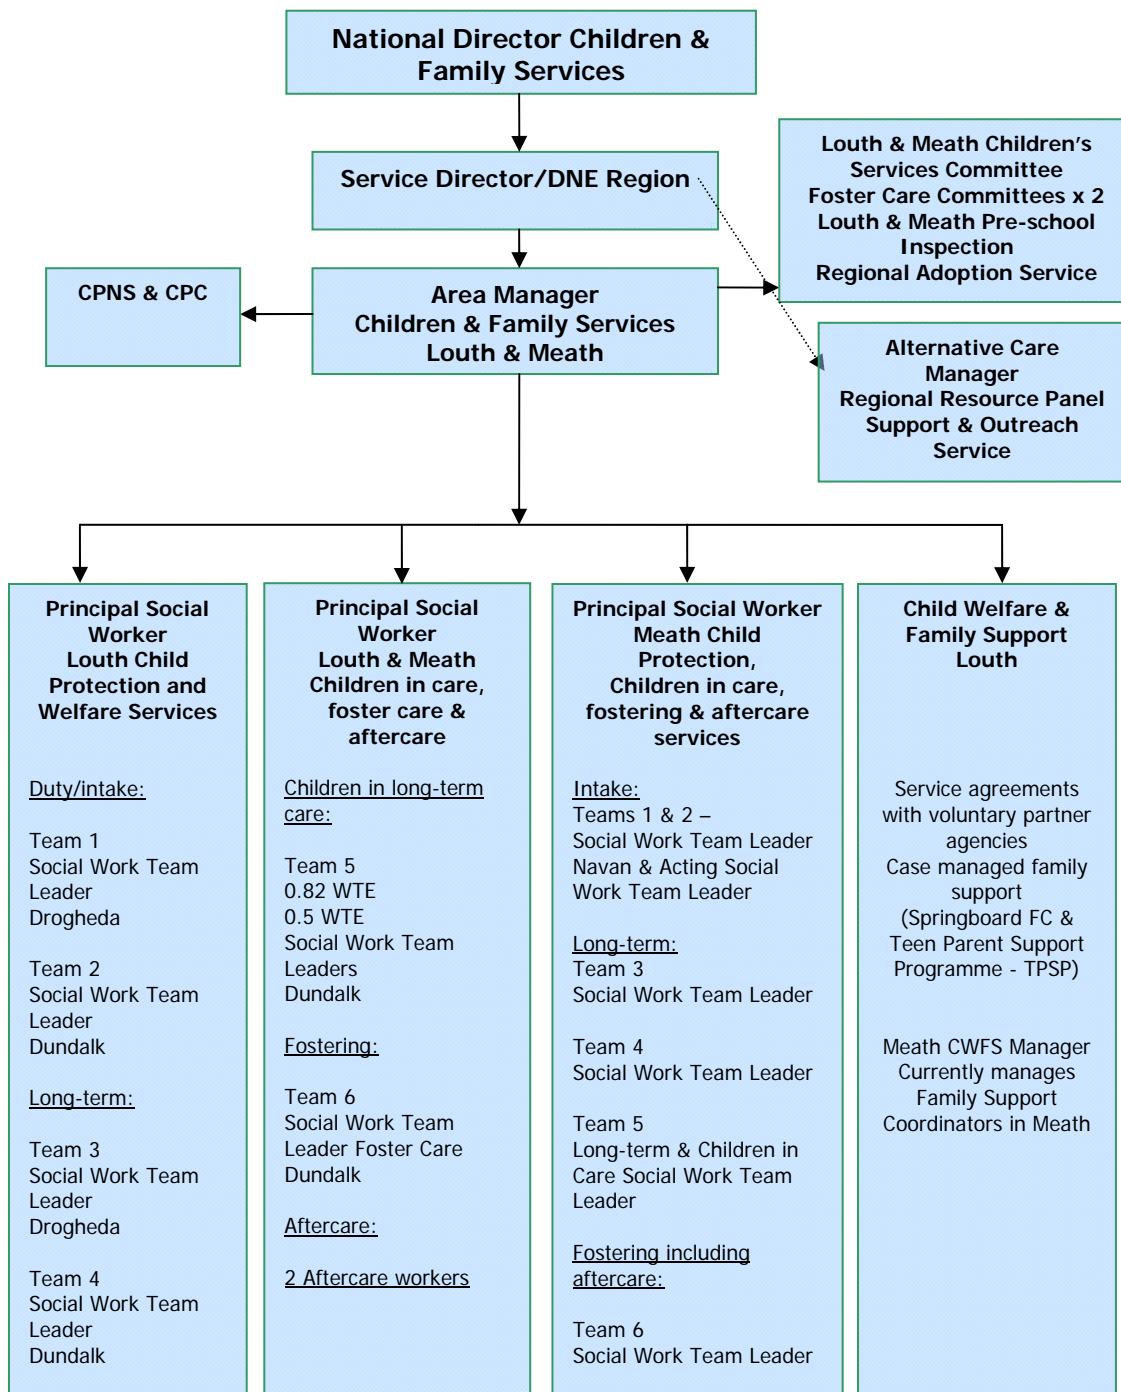 National Director Children &
Family Services
Service Director/DNE Region
Louth & Meath Children's
Services Committee
Foster Care Committees x 2
Louth & Meath Pre-school
Inspection
Regional Adoption Service
CPNS & CPC
Area Manager
Children & Family Services
Louth & Meath
Alternative Care
Manager
Regional Resource Panel
Support & Outreach
Service
Principal Social
Worker
Louth Child
Protection and
Welfare Services
Duty/intake:
Team 1
Social Work Team
Leader
Drogheda
Team 2
Social Work Team
Leader
Dundalk
Long-term:
Team 3
Social Work Team
Leader
Drogheda
Team 4
Social Work Team
Leader
Dundalk
Principal Social
Worker
Louth & Meath
Children in care,
foster care &
aftercare
Children in long-term
care:
Team 5
0.82 WTE
0.5 WTE
Social Work Team
Leaders
Dundalk
Fostering:
Team 6
Social Work Team
Leader Foster Care
Dundalk
Aftercare:
2 Aftercare workers
Principal Social Worker
Meath Child
Protection,
Children in care,
fostering & aftercare
services
Intake:
Teams 1 & 2 –
Social Work Team Leader
Navan & Acting Social
Work Team Leader
Long-term:
Team 3
Social Work Team Leader
Team 4
Social Work Team Leader
Team 5
Long-term & Children in
Care Social Work Team
Leader
Fostering including
aftercare:
Team 6
Social Work Team Leader
Child Welfare &
Family Support
Louth
Service agreements
with voluntary partner
agencies
Case managed family
support
(Springboard FC &
Teen Parent Support
Programme - TPSP)
Meath CWFS Manager
Currently manages
Family Support
Coordinators in Meath